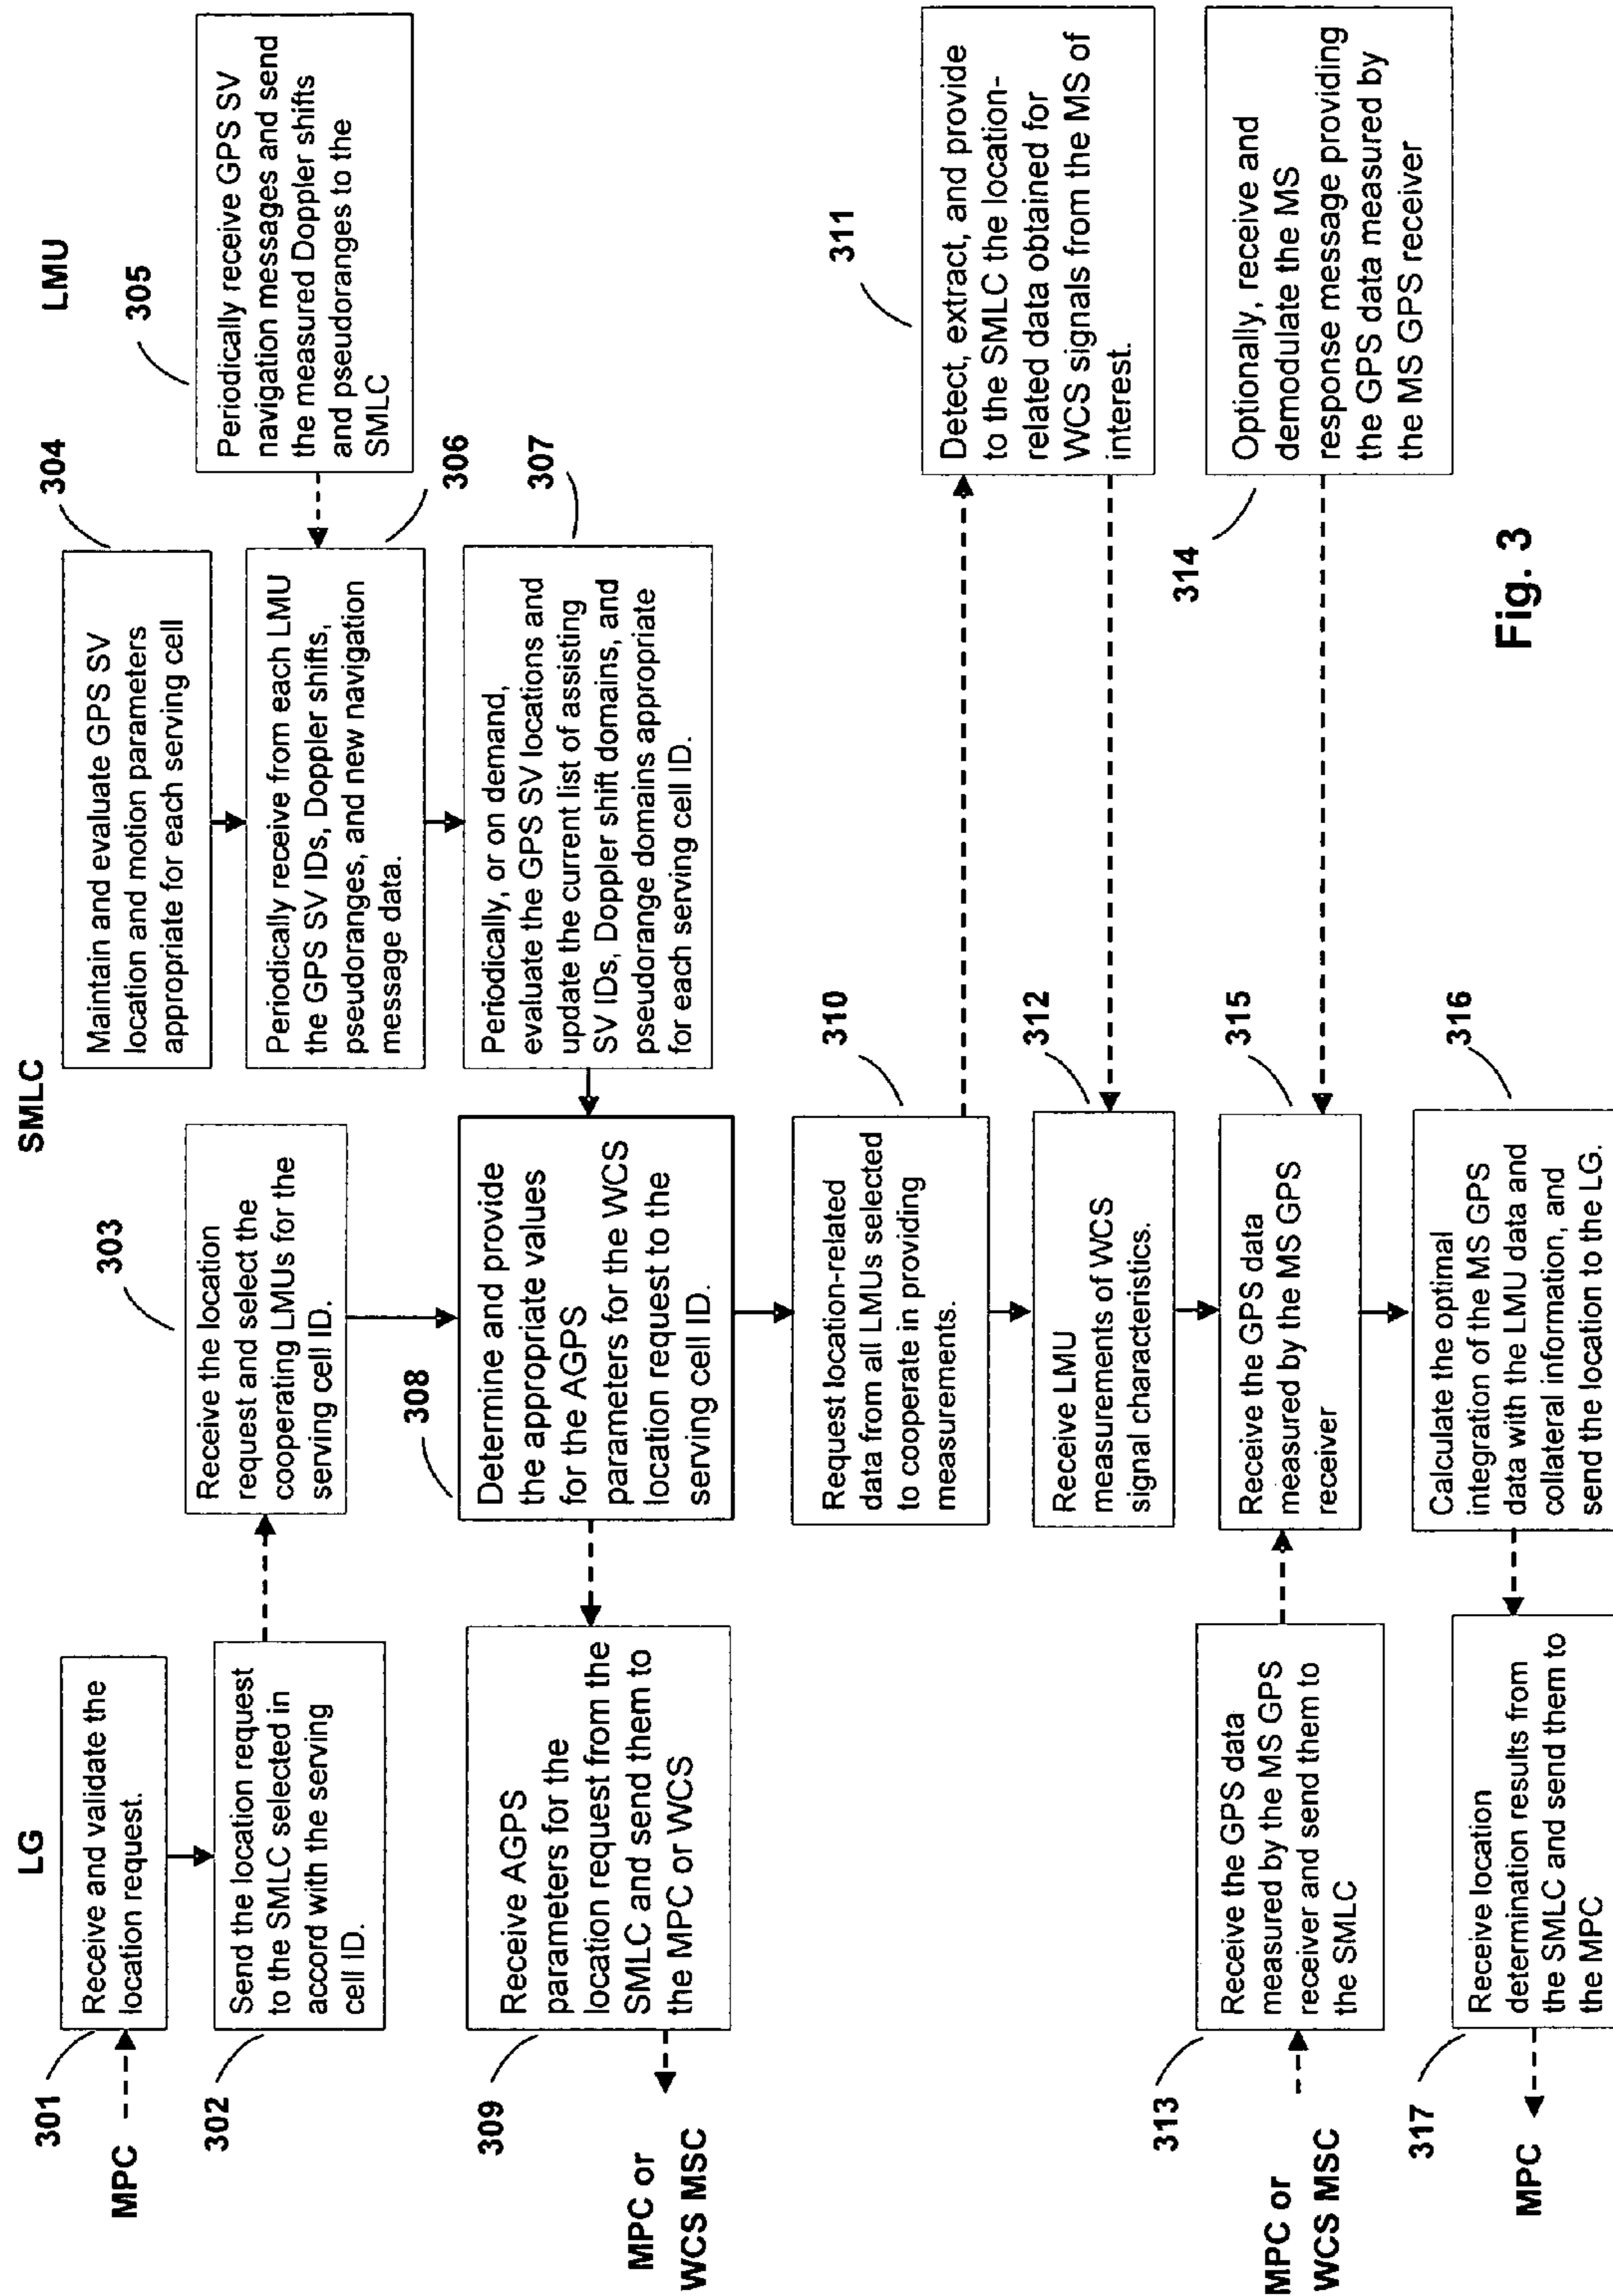 LG
SMLC
LMU
301
Receive and validate the
location request.
MPC
302
Send the location request
to the SMLC selected in
accord with the serving
cell ID.
303
Receive the location
request and select the
cooperating LMUs for the
serving cell ID.
304
Maintain and evaluate GPS SV
location and motion parameters
appropriate for each serving cell
305
Periodically receive GPS SV
navigation messages and send
the measured Doppler shifts
and pseudoranges to the
SMLC
306
Periodically receive from each LMU
the GPS SV IDs, Doppler shifts,
pseudoranges, and new navigation
message data.
307
Periodically, or on demand,
evaluate the GPS SV locations and
update the current list of assisting
SV IDs, Doppler shift domains, and
pseudorange domains appropriate
for each serving cell ID.
308
Determine and provide
the appropriate values
for the AGPS
parameters for the WCS
location request to the
serving cell ID.
309
Receive AGPS
parameters for the
location request from the
SMLC and send them to
the MPC or WCS
MPC or
WCS MSC
310
Request location-related
data from all LMUs selected
to cooperate in providing
measurements.
311
Detect, extract, and provide
to the SMLC the location-
related data obtained for
WCS signals from the MS of
interest.
312
Receive LMU
measurements of WCS
signal characteristics.
313
Receive the GPS data
measured by the MS GPS
receiver and send them to
the SMLC
MPC or
WCS MSC
314
Optionally, receive and
demodulate the MS
response message providing
the GPS data measured by
the MS GPS receiver
315
Receive the GPS data
measured by the MS GPS
receiver
316
Calculate the optimal
integration of the MS GPS
data with the LMU data and
collateral information, and
send the location to the LG.
317
Receive location
determination results from
the SMLC and send them to
the MPC
MPC
Fig. 3